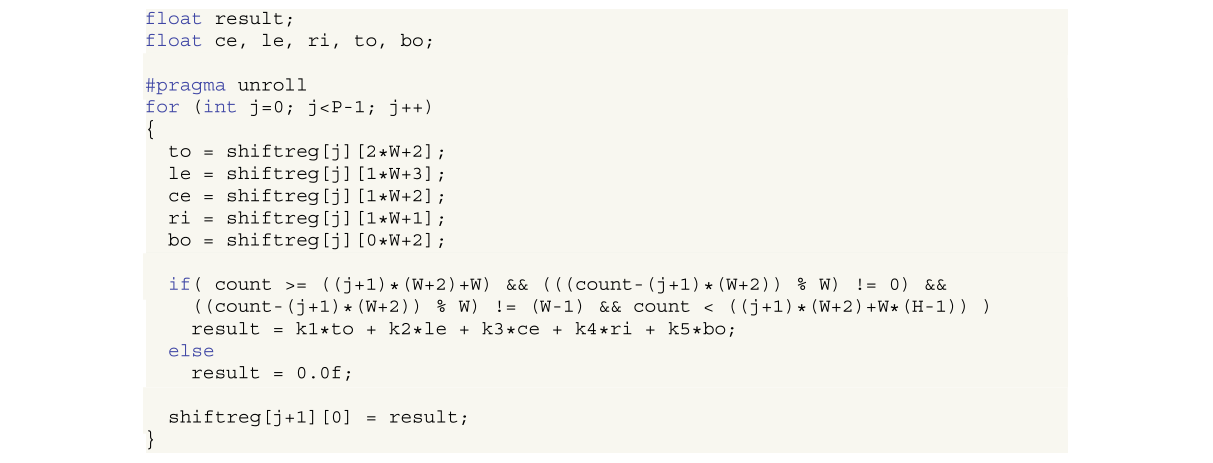 float result;
float ce, le, ri, to, bo;
#pragma unroll
for (int j=0; j<P-1; j++)
{
  to = shiftreg[j][2*W+2];
  le = shiftreg[j][1*W+3];
  ce = shiftreg[j][1*W+2];
  ri = shiftreg[j][1*W+1];
  bo = shiftreg[j][0*W+2];
  if( count >= ((j+1)*(W+2)+W) && (((count-(j+1)*(W+2)) % W) != 0) &&
    ((count-(j+1)*(W+2)) % W) != (W-1) && count < ((j+1)*(W+2)+W*(H-1)) )
    result = k1*to + k2*le + k3*ce + k4*ri + k5*bo;
  else
    result = 0.0f;
  shiftreg[j+1][0] = result;
}